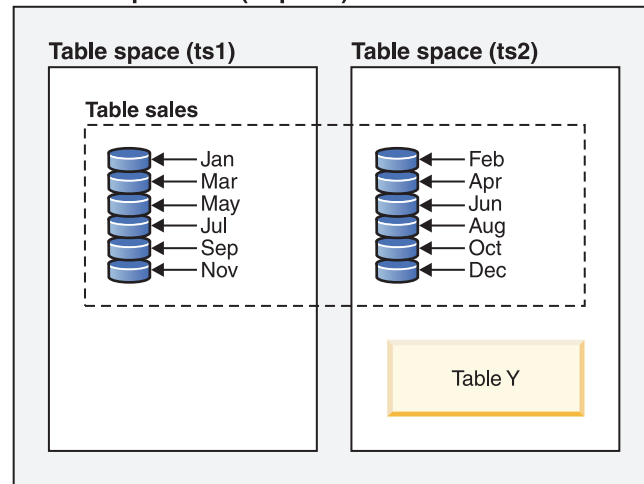 Table space (ts1)
Table space (ts2)
Table sales
Jan
Mar
May
Jul
Sep
Nov
Feb
Apr
Jun
Aug
Oct
Dec
Table Y